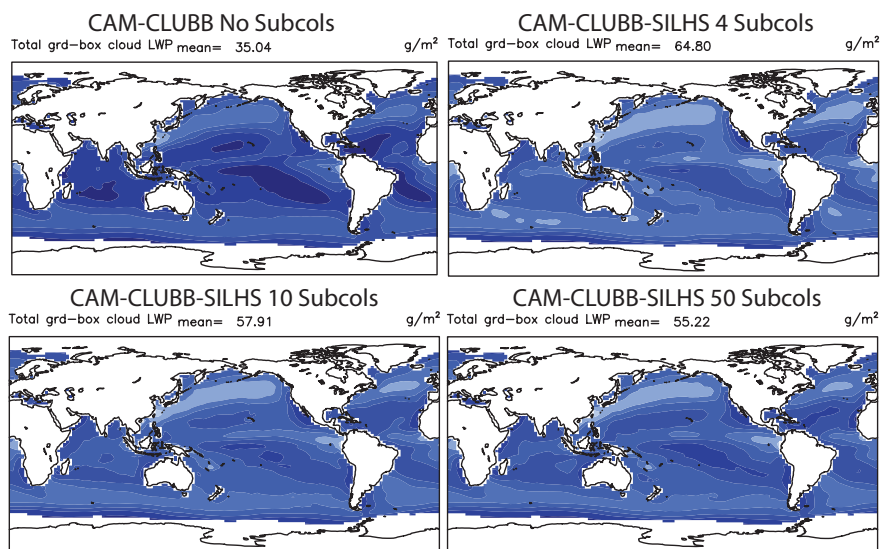 CAM-CLUBB No Subcols
Total grd-box cloud LWP mean= 35.04 g/m²
CAM-CLUBB-SILHS 4 Subcols
Total grd-box cloud LWP mean= 64.80 g/m²
CAM-CLUBB-SILHS 10 Subcols
Total grd-box cloud LWP mean= 57.91 g/m²
CAM-CLUBB-SILHS 50 Subcols
Total grd-box cloud LWP mean= 55.22 g/m²